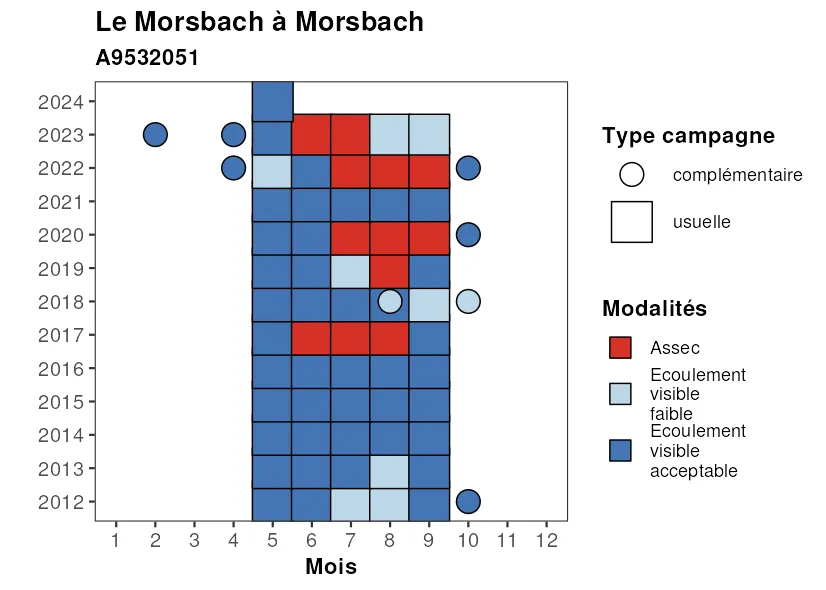 Le Morsbach à Morsbach
A9532051
2024
2023
2022
2021
2020
2019
2018
2017
2016
2015
2014
2013
2012
1 2 3 4 5 6 7 8 9 10 11 12
Mois
Type campagne
complémentaire
usuelle
Modalités
Assec
Ecoulement
visible
faible
Ecoulement
visible
acceptable